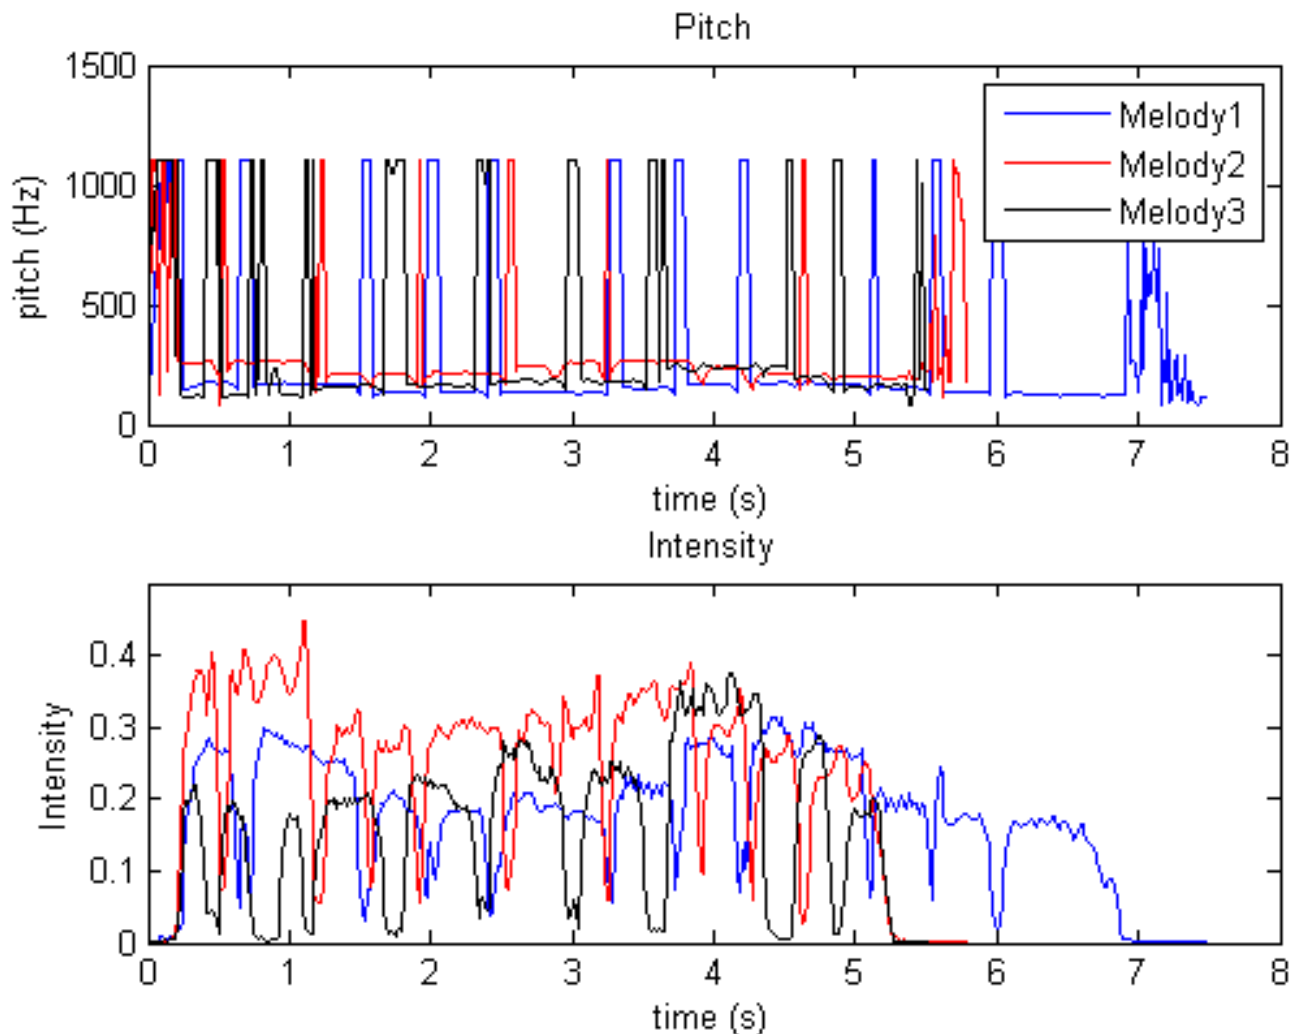 Pitch
1500
1000
500
0
pitch (Hz)
Melody1
Melody2
Melody3
0 1 2 3 4 5 6 7 8
time (s)
Intensity
0.4
0.3
0.2
0.1
0
Intensity
0 1 2 3 4 5 6 7 8
time (s)